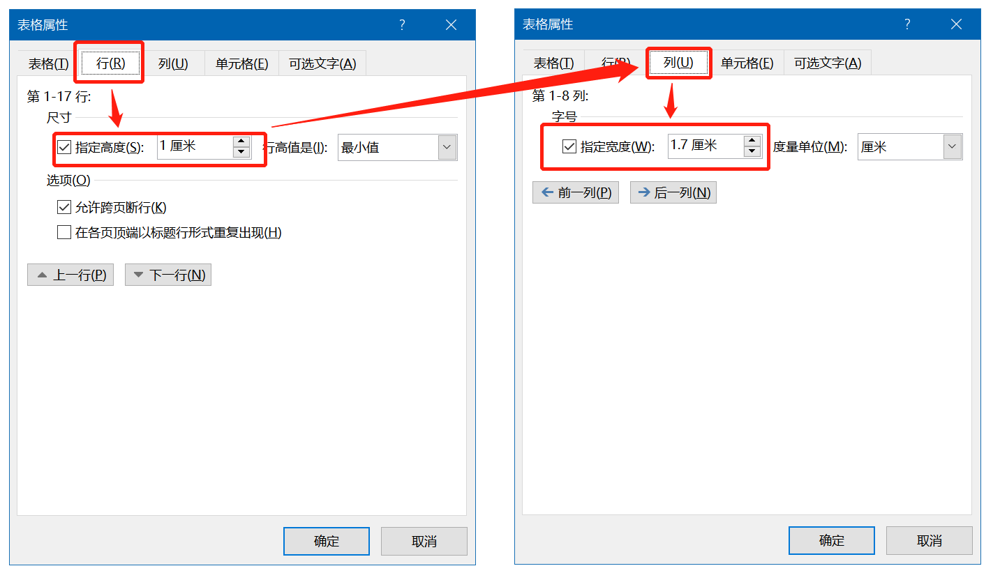 表格属性 ?
表格(T) 行(R) 列(U) 单元格(E) 可选文字(A)
第 1-17 行:
尺寸
指定高度(S): 1 厘米 行高值是(I): 最小值
选项(O)
允许跨页断行(K)
在各页顶端以标题行形式重复出现(H)
上一行(P) 下一行(N)
确定 取消
表格属性 ?
表格(T) 行(R) 列(U) 单元格(E) 可选文字(A)
第 1-8 列:
字号
指定宽度(W): 1.7 厘米 度量单位(M): 厘米
前一列(P) 后一列(N)
确定 取消